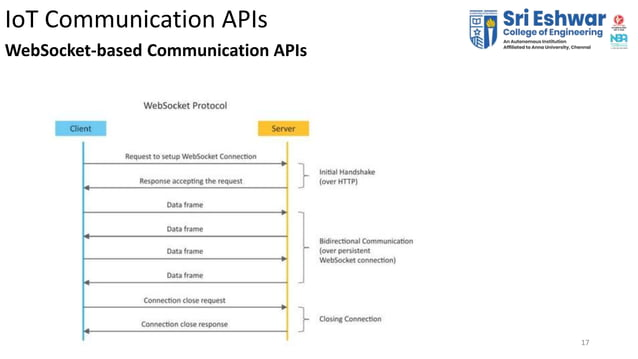 IoT Communication APIs
WebSocket-based Communication APIs
Sri Eshwar
College of Engineering
An Autonomous Institution
Affiliated to Anna University, Chennai
NBA
WebSocket Protocol
Client
Server
Request to setup WebSocket Connection
Response accepting the request
Initial Handshake
(over HTTP)
Data frame
Data frame
Data frame
Data frame
Bidirectional Communication
(over persistent
WebSocket connection)
Connection close request
Connection close response
Closing Connection
17